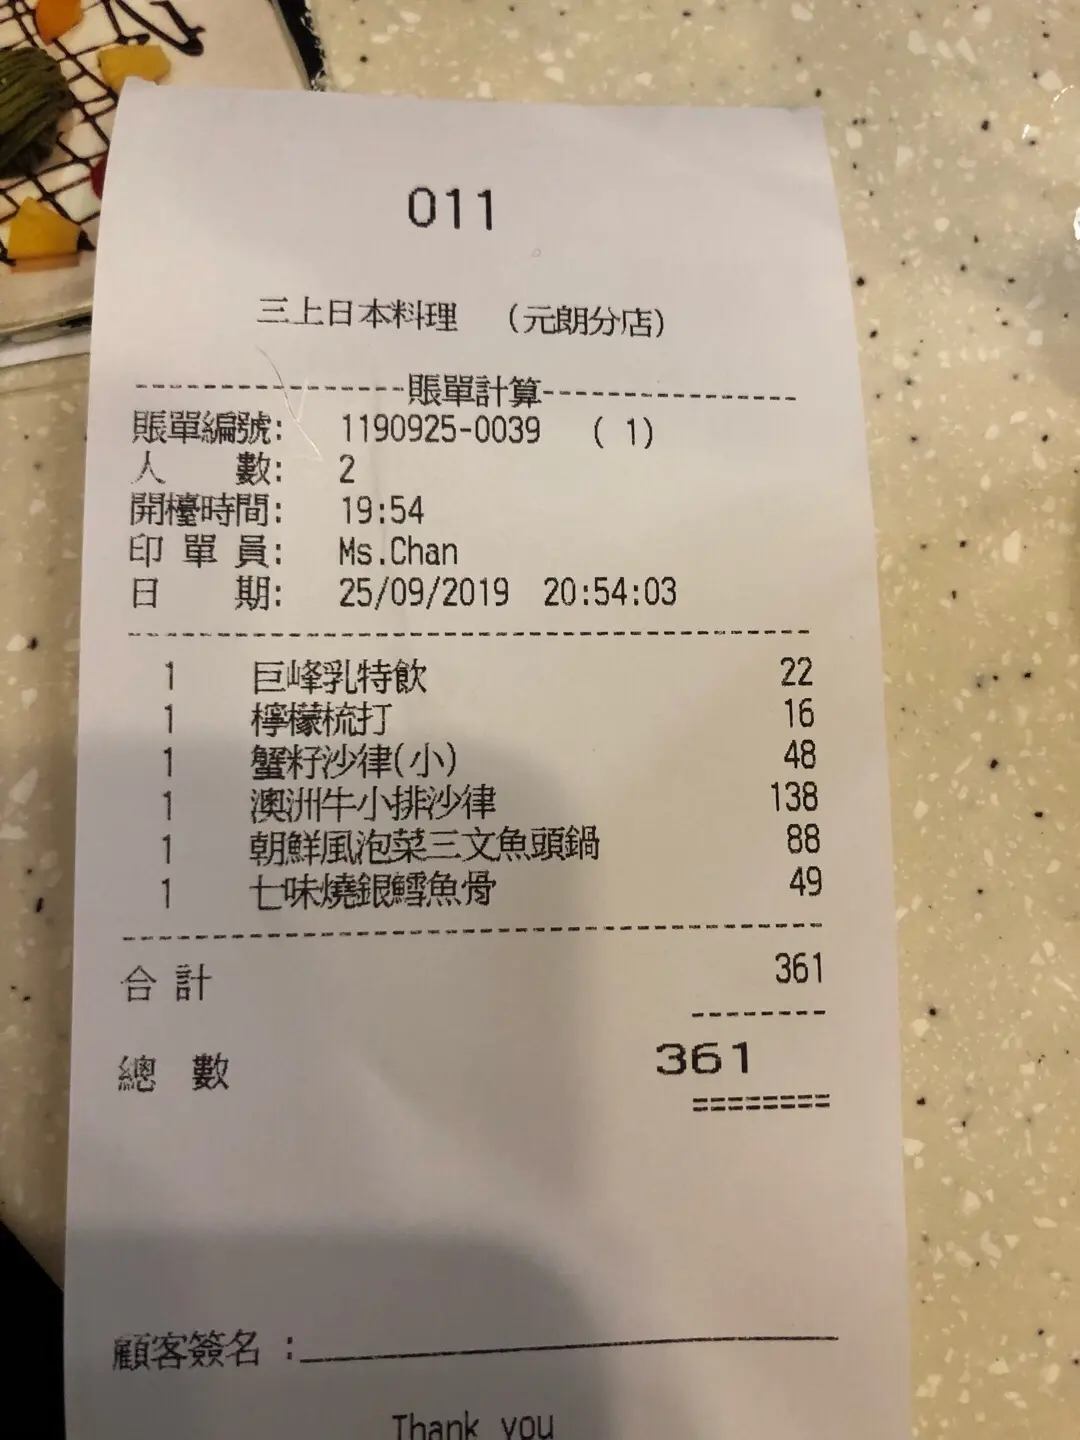 011
三上日本料理 (元朗分店)
---------------賬單計算---------------
賬單編號: 1190925-0039 ( 1)
人 數: 2
開檯時間: 19:54
印 單 員: Ms.Chan
日 期: 25/09/2019 20:54:03
1 巨峰乳特飲 22
1 檸檬梳打 16
1 蟹籽沙律(小) 48
1 澳洲牛小排沙律 138
1 朝鮮風泡菜三文魚頭鍋 88
1 七味燒銀鱈魚骨 49
合 計 361
總 數 361
========
顧客簽名 :
Thank you